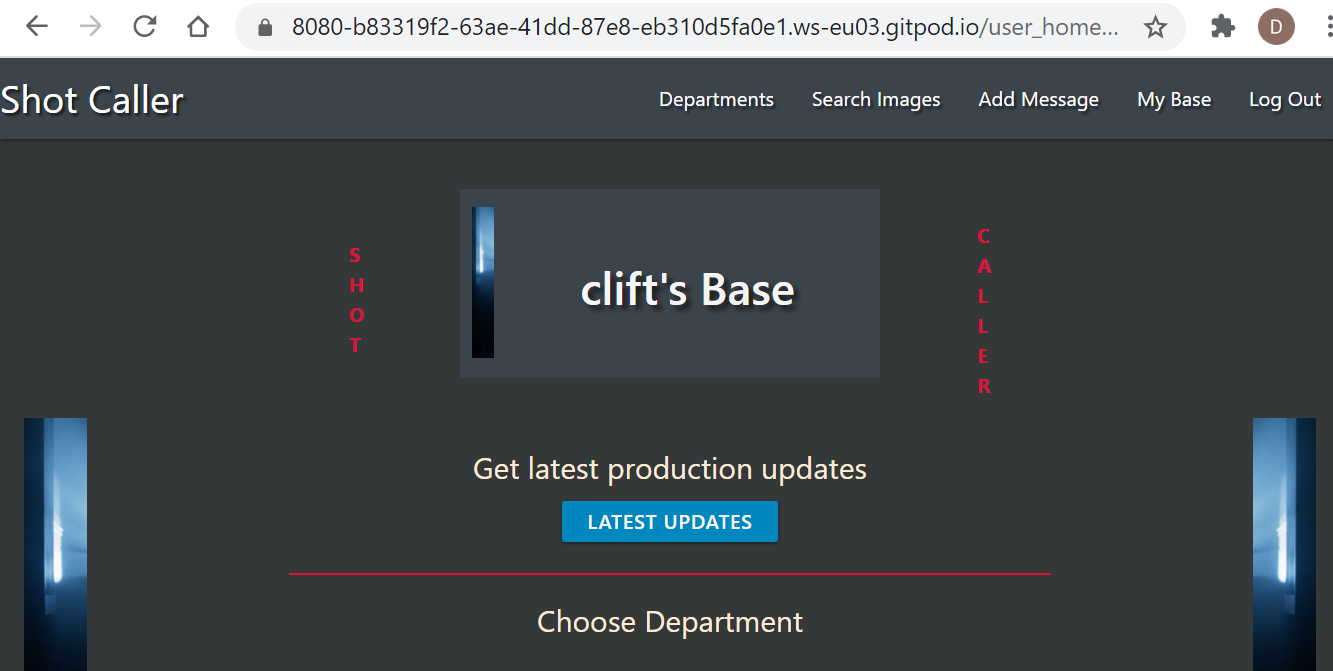 8080-b83319f2-63ae-41dd-87e8-eb310d5fa0e1.ws-eu03.gitpod.io/user_home...
D
Shot Caller
Departments
Search Images
Add Message
My Base
Log Out
S
H
O
T
clift's Base
C
A
L
L
E
R
Get latest production updates
LATEST UPDATES
Choose Department